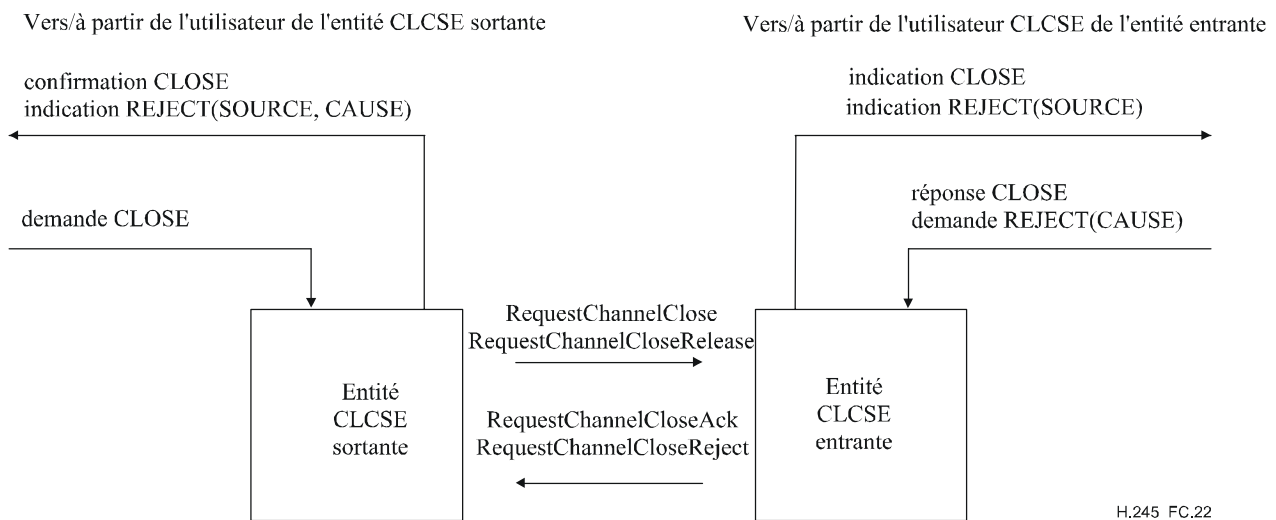 Vers/à partir de l'utilisateur de l'entité CLCSE sortante
Vers/à partir de l'utilisateur CLCSE de l'entité entrante
confirmation CLOSE
indication REJECT(SOURCE, CAUSE)
indication CLOSE
indication REJECT(SOURCE)
demande CLOSE
réponse CLOSE
demande REJECT(CAUSE)
RequestChannelClose
RequestChannelCloseRelease
Entité
CLCSE
sortante
RequestChannelCloseAck
RequestChannelCloseReject
Entité
CLCSE
entrante
H.245_FC.22